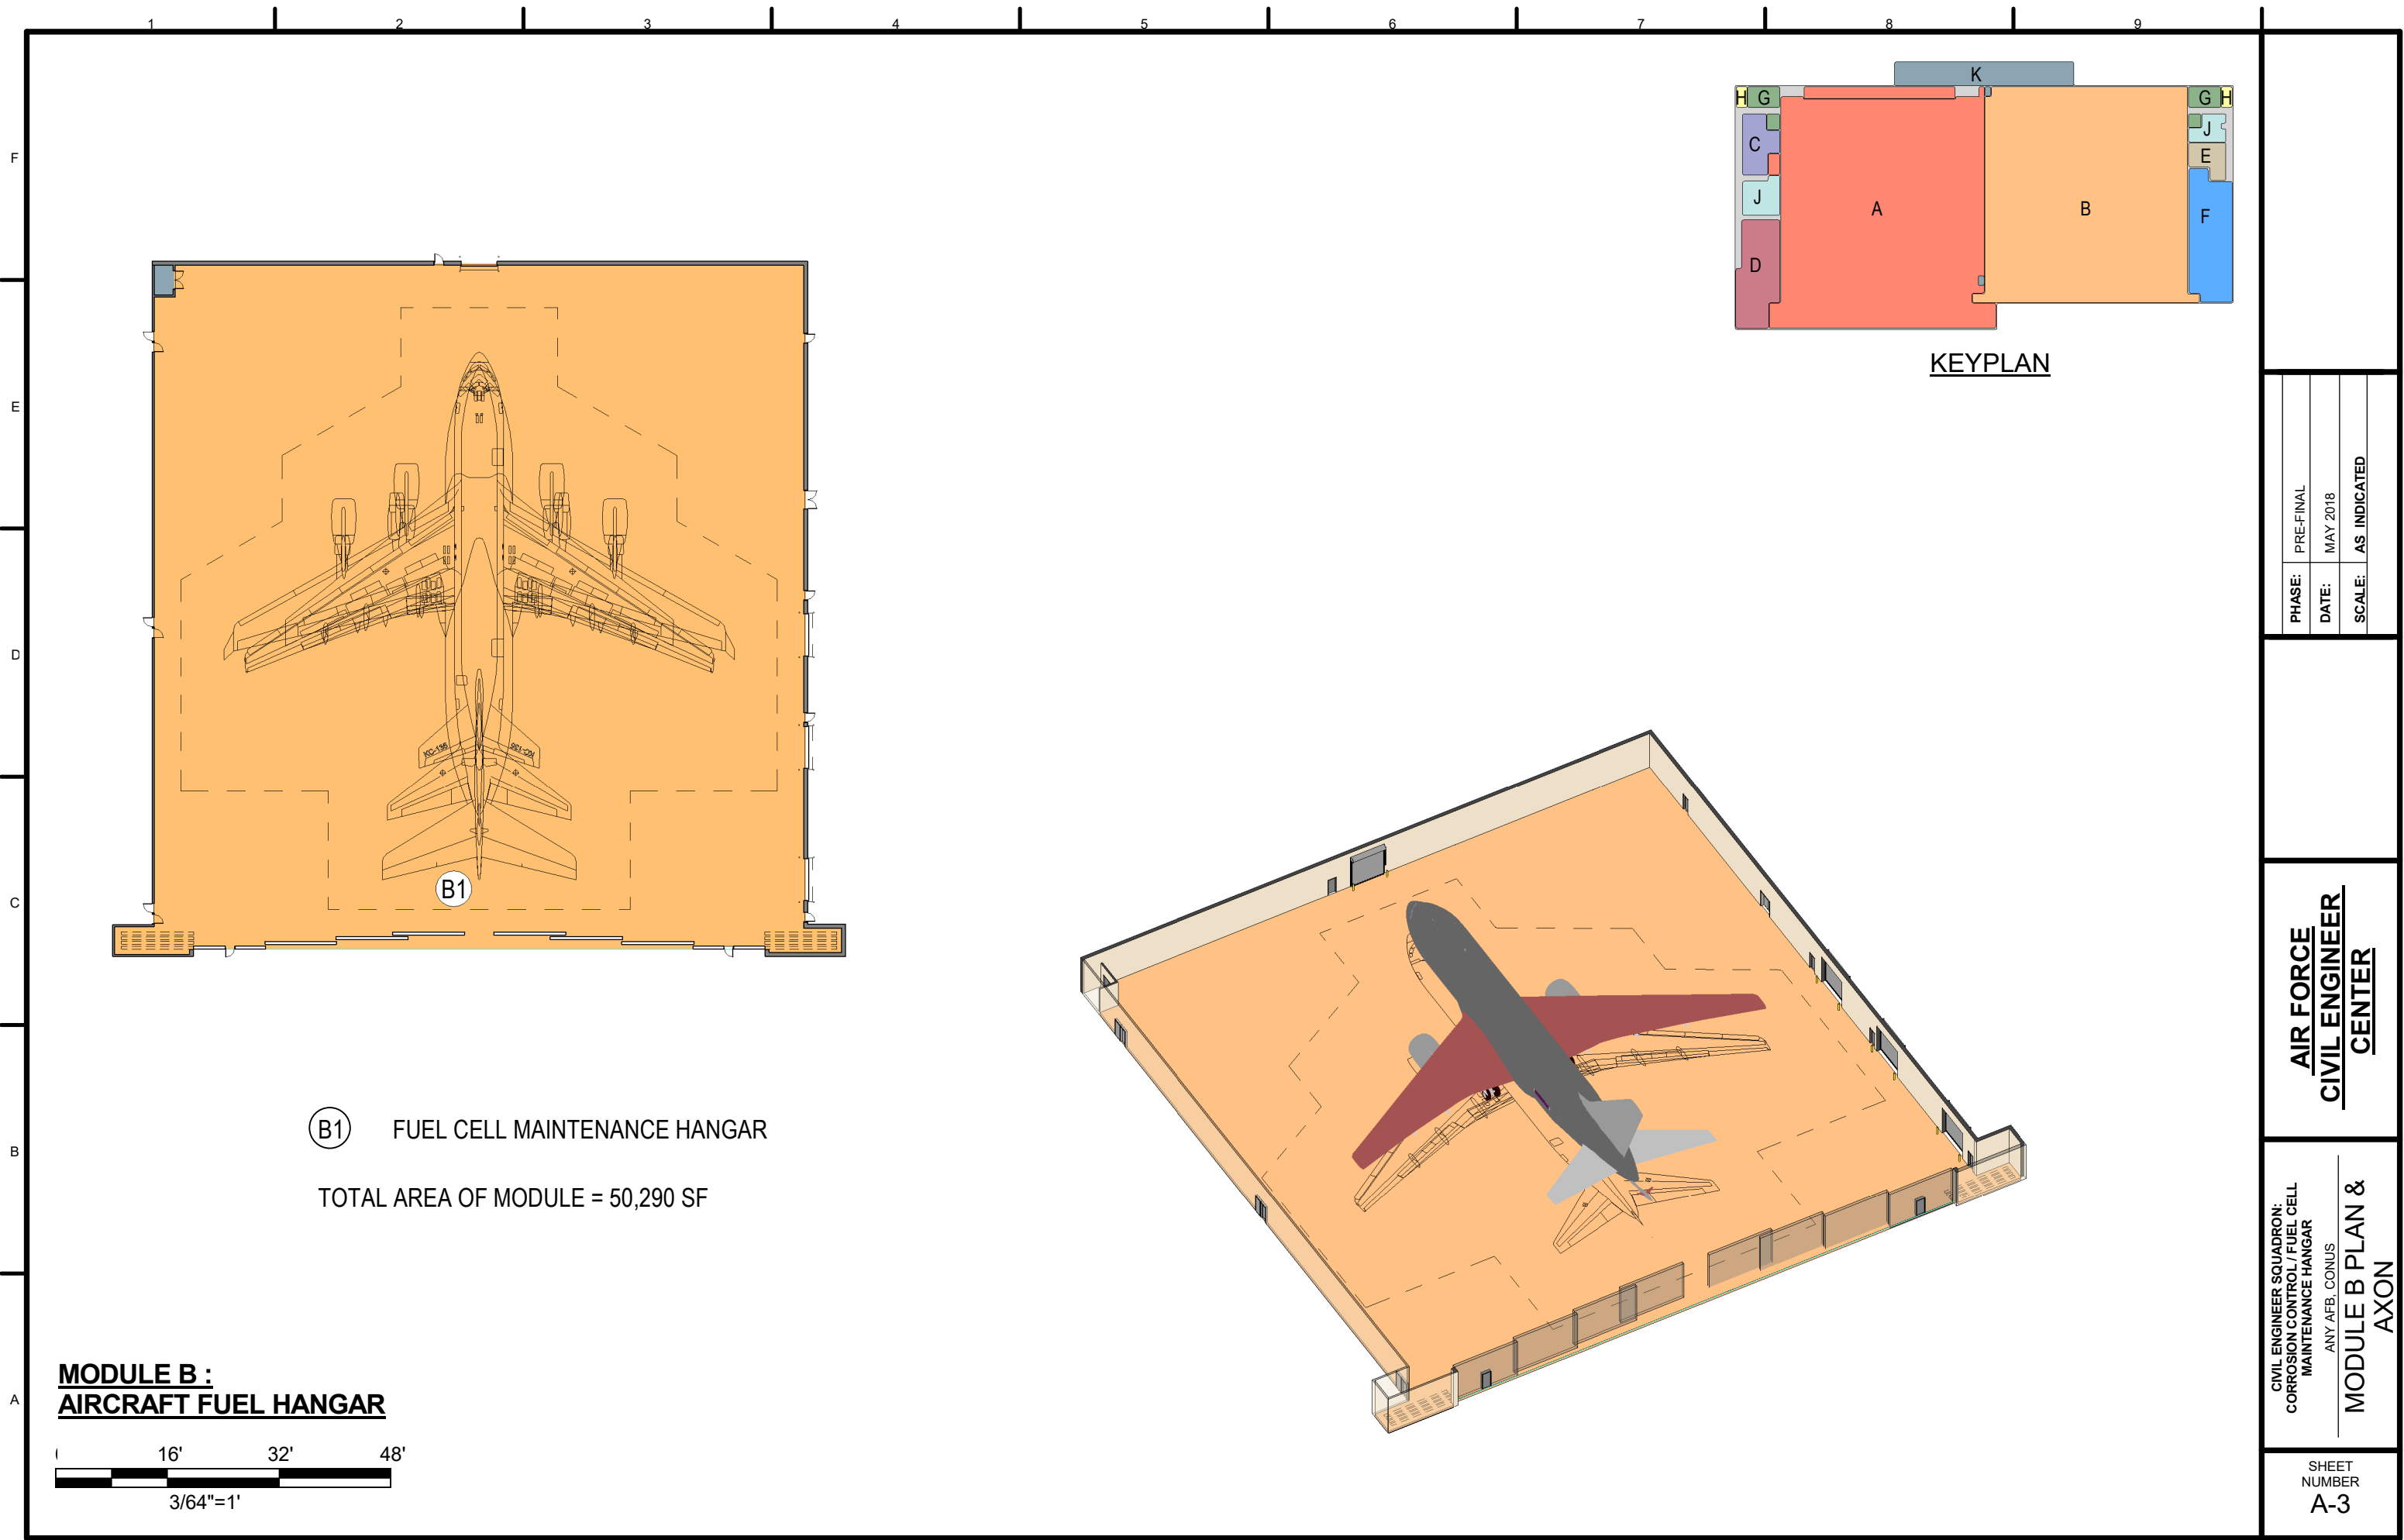 1 2 3 4 5 6 7 8 9
F
E
D
C
B
A
K
H G G H
C J
E
J A B F
D
KEYPLAN
KC-135
B1
B1 FUEL CELL MAINTENANCE HANGAR
TOTAL AREA OF MODULE = 50,290 SF
MODULE B :
AIRCRAFT FUEL HANGAR
16' 32' 48'
3/64"=1'
PHASE: PRE-FINAL
DATE: MAY 2018
SCALE: AS INDICATED
AIR FORCE
CIVIL ENGINEER
CENTER
CIVIL ENGINEER SQUADRON:
CORROSION CONTROL / FUEL CELL
MAINTENANCE HANGAR
ANY AFB, CONUS
MODULE B PLAN &
AXON
SHEET
NUMBER
A-3